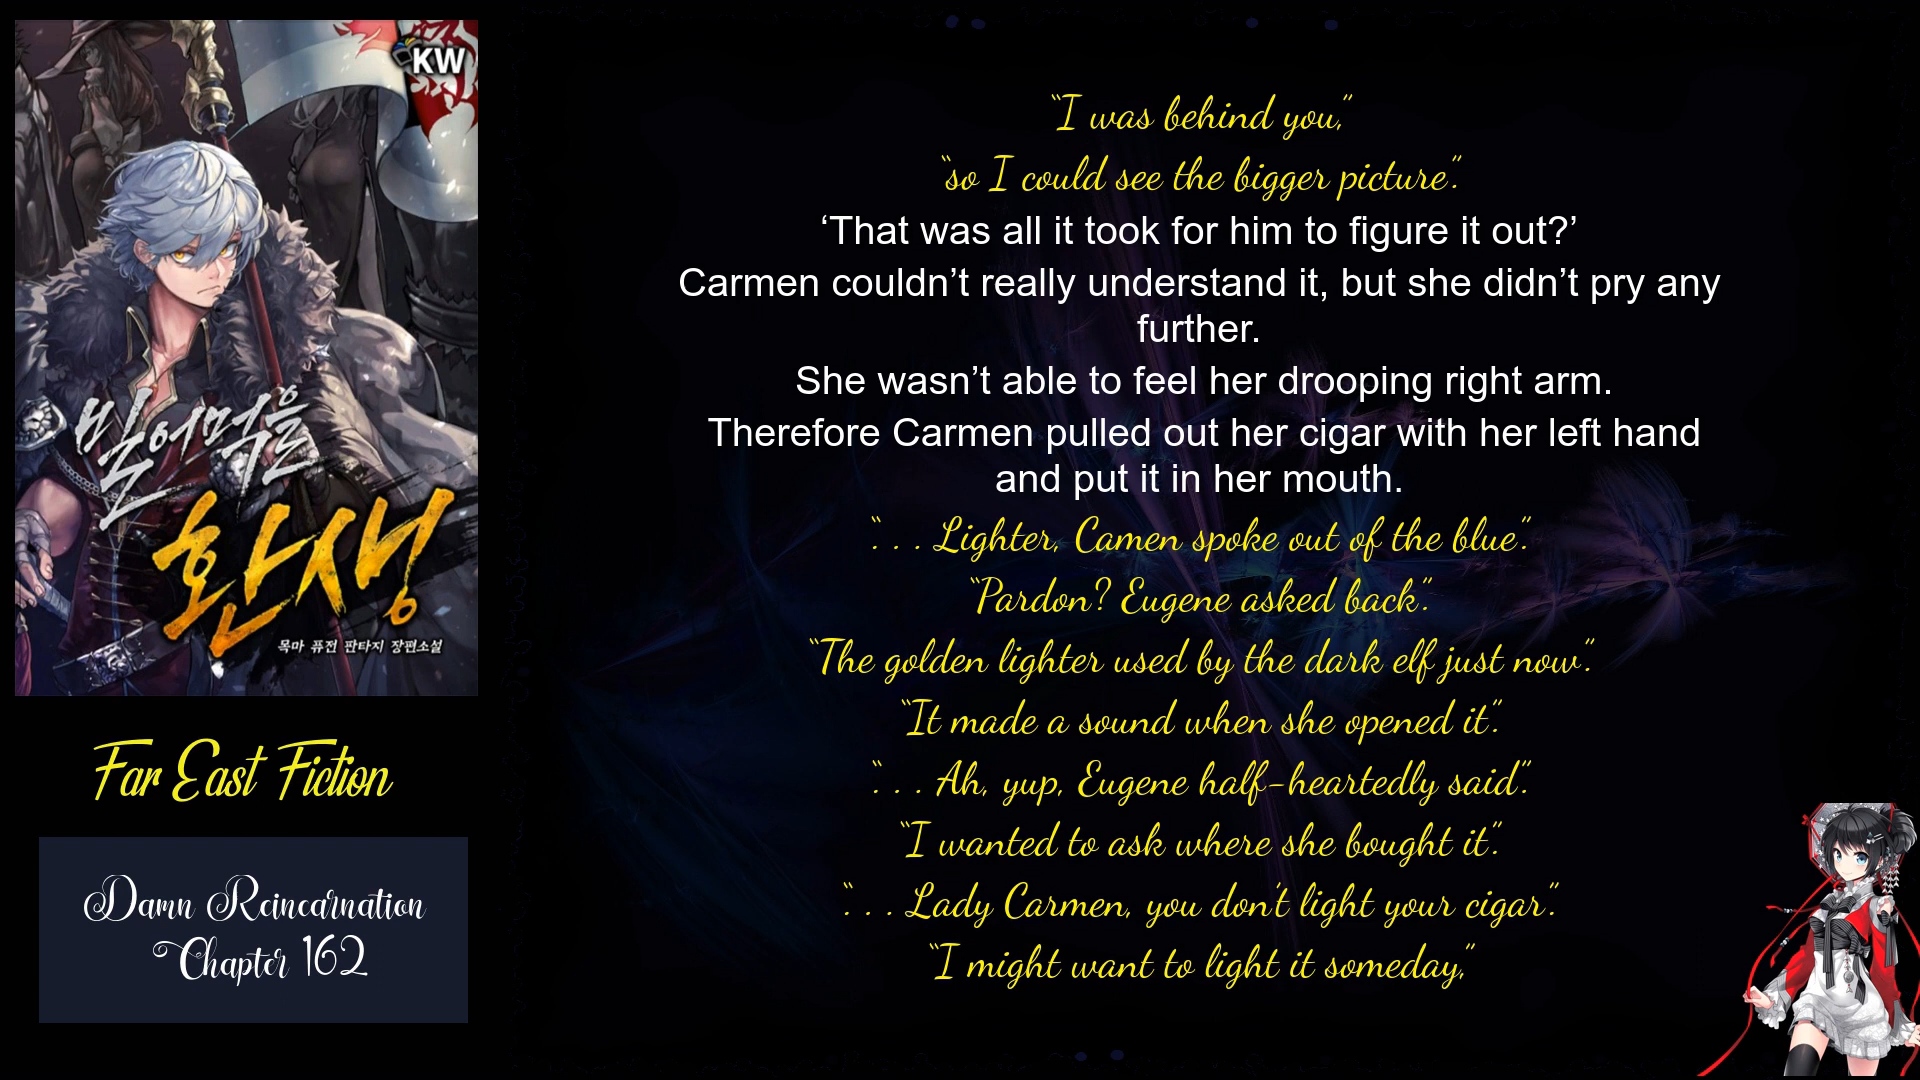 KW
빌어먹을
환생
목마 퓨전 판타지 장편소설
Far East Fiction
Damn Reincarnation
Chapter 162
“I was behind you,”
“so I could see the bigger picture.”
‘That was all it took for him to figure it out?’
Carmen couldn’t really understand it, but she didn’t pry any
further.
She wasn’t able to feel her drooping right arm.
Therefore Carmen pulled out her cigar with her left hand
and put it in her mouth.
“. . . Lighter, Camen spoke out of the blue.”
“Pardon? Eugene asked back.”
“The golden lighter used by the dark elf just now.”
“It made a sound when she opened it.”
“. . . Ah, yup, Eugene half-heartedly said.”
“I wanted to ask where she bought it.”
“. . . Lady Carmen, you don’t light your cigar.”
“I might want to light it someday,”